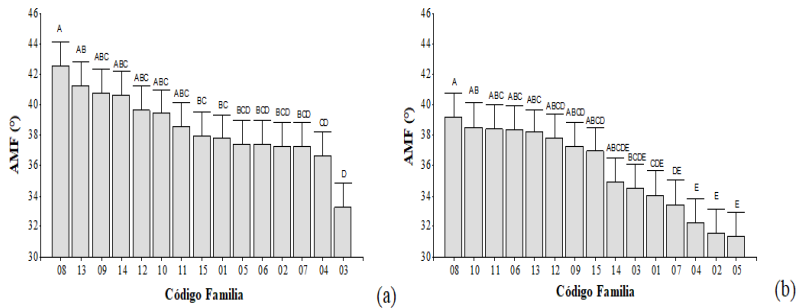 46
44
42
40
38
36
34
32
30
AMF (°)
A
AB
ABC
ABC
ABC
ABC
ABC
BC
BC
BCD
BCD
BCD
BCD
CD
D
08 13 09 14 12 10 11 15 01 05 06 02 07 04 03
Código Familia
(a)
46
44
42
40
38
36
34
32
30
AMF (°)
A
AB
ABC
ABC
ABC
ABCD
ABCD
ABCD
ABCDE
BCDE
CDE
DE
E
E
E
08 10 11 06 13 12 09 15 14 03 01 07 04 02 05
Código Familia
(b)